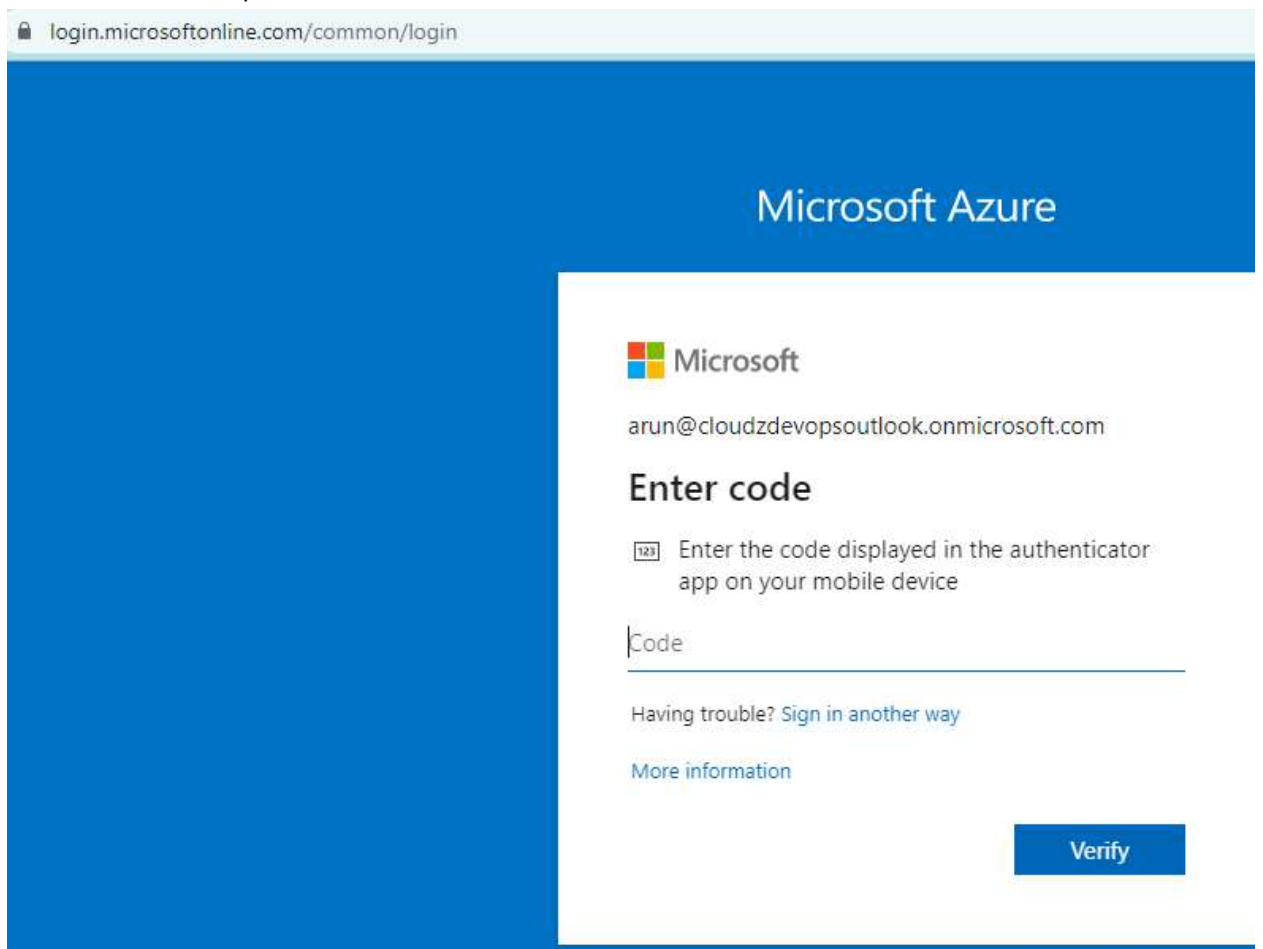 login.microsoftonline.com/common/login
Microsoft Azure
Microsoft
arun@cloudzdevopsoutlook.onmicrosoft.com
Enter code
123 Enter the code displayed in the authenticator
app on your mobile device
Code
Having trouble? Sign in another way
More information
Verify